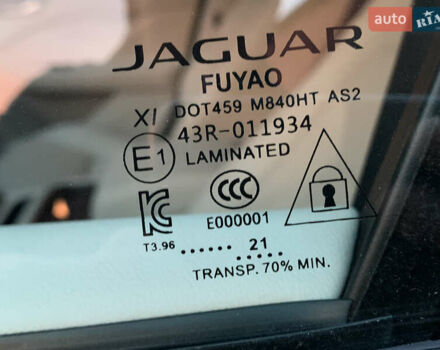 auto
RIA
JAGUAR
FUYAO
XI DOT459 M840HT AS2
43R-011934
E1 LAMINATED
CCC
KC E000001
T3.96 ...... 21 .....
TRANSP. 70% MIN.